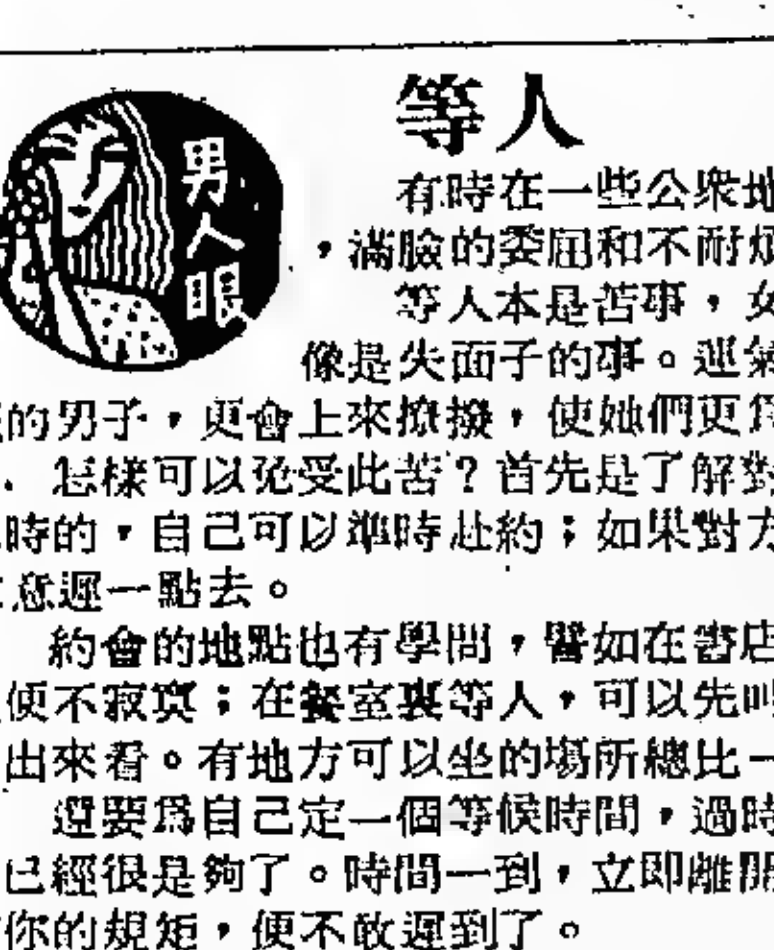 等人
男人眼
有時在一些公衆地
，滿臉的委屈和不耐煩
等人本是苦事，女
像是失面子的事。運氣
的男子，更會上來撩撥，使她們更爲
怎樣可以免受此苦？首先是了解對
時的，自己可以準時赴約；如果對方
意遲一點去。
約會的地點也有學問，譬如在書店
便不寂寞；在餐室裏等人，可以先叫
出來看。有地方可以坐的場所總比一
還要爲自己定一個等候時間，過時
已經很是夠了。時間一到，立即離開
你的規矩，便不敢遲到了。